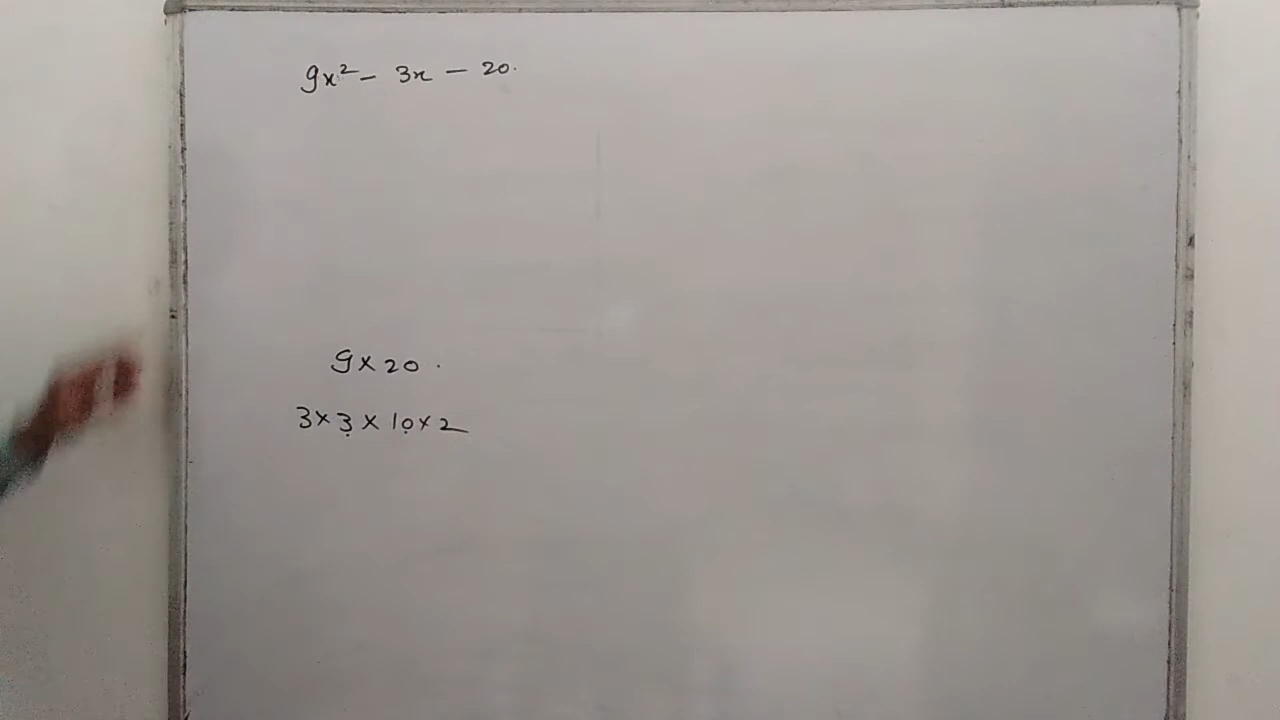 9x² - 3x - 20.
9 × 20 .
3 × 3 × 10 × 2